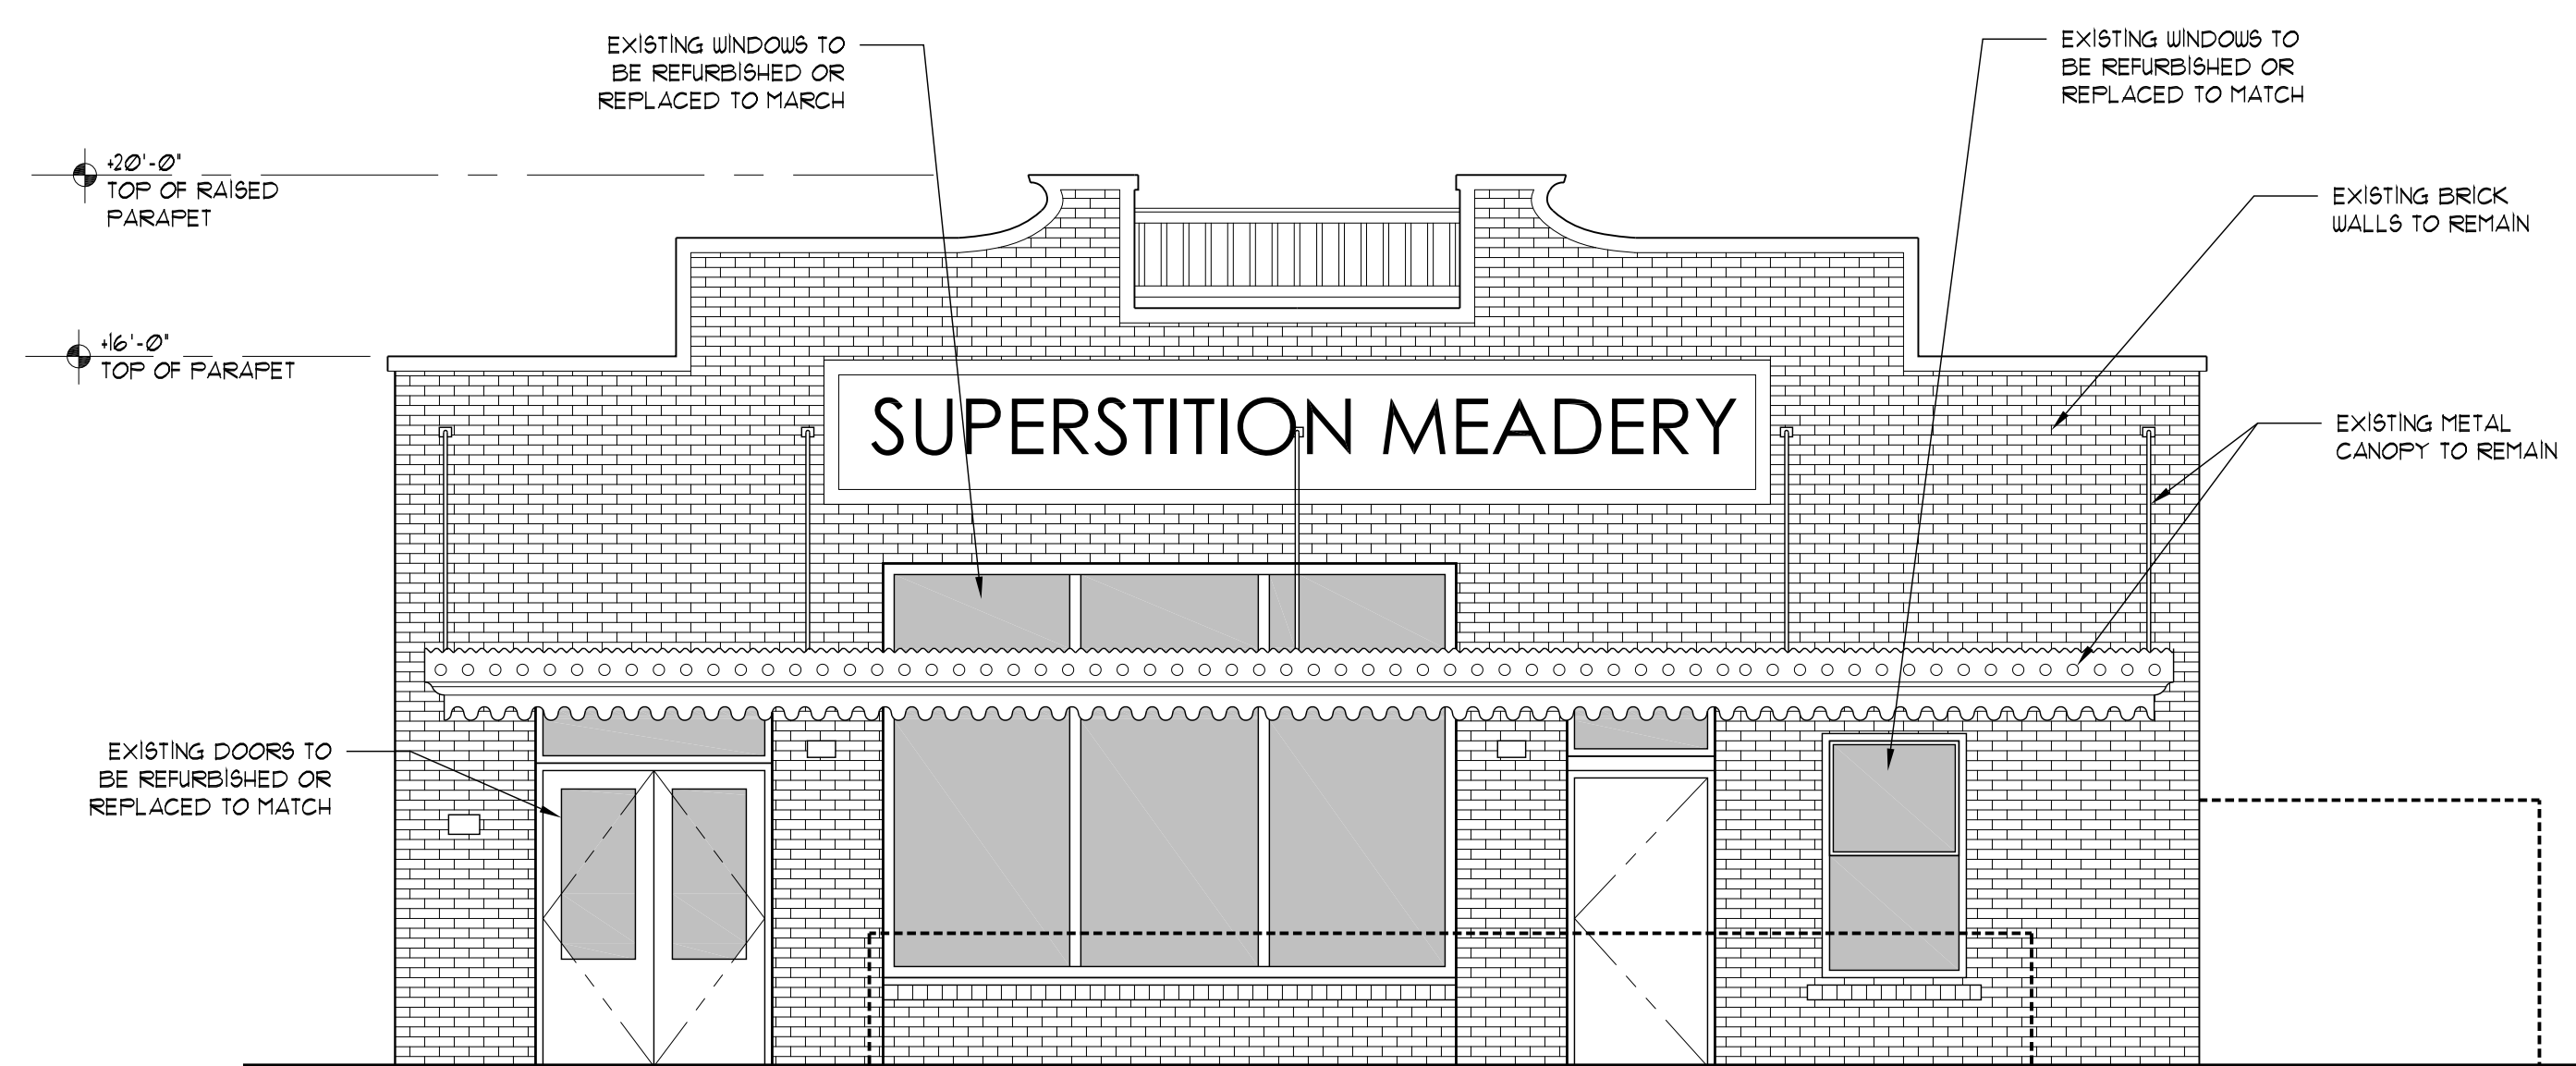 EXISTING WINDOWS TO
BE REFURBISHED OR
REPLACED TO MARCH
EXISTING WINDOWS TO
BE REFURBISHED OR
REPLACED TO MATCH
+20'-0"
TOP OF RAISED
PARAPET
EXISTING BRICK
WALLS TO REMAIN
+16'-0"
TOP OF PARAPET
SUPERSTITION MEADERY
EXISTING METAL
CANOPY TO REMAIN
EXISTING DOORS TO
BE REFURBISHED OR
REPLACED TO MATCH